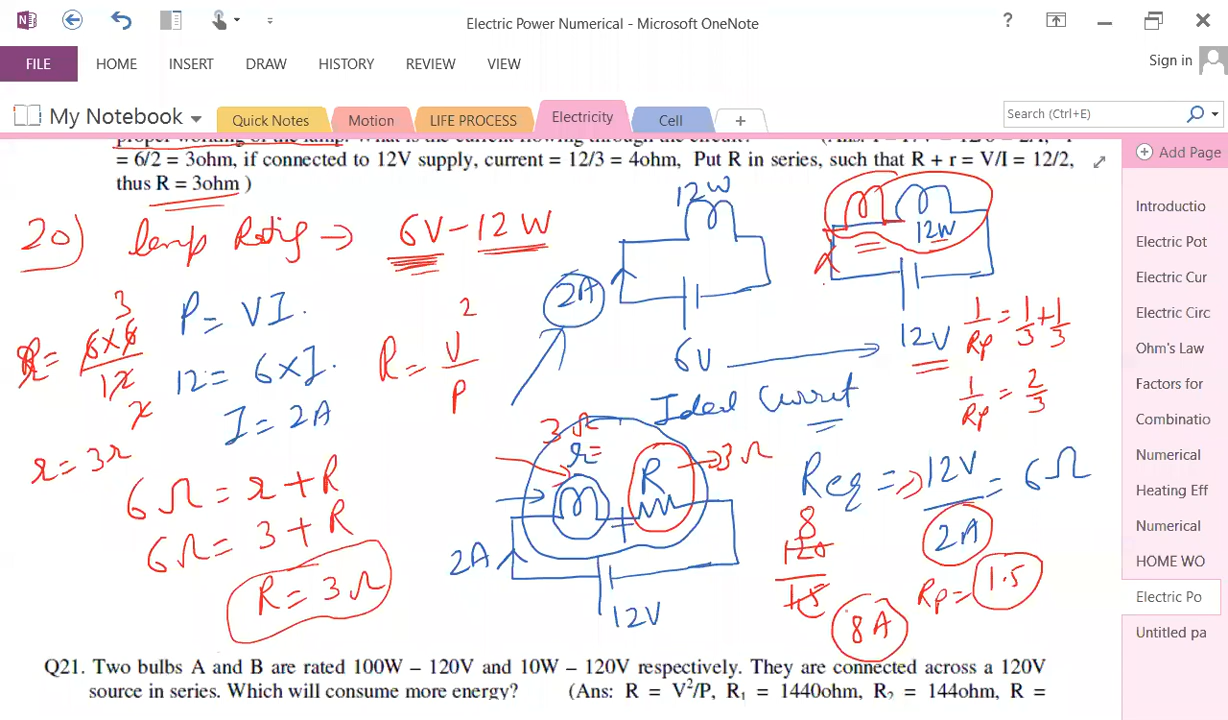 Electric Power Numerical - Microsoft OneNote
?
Sign in
FILE HOME INSERT DRAW HISTORY REVIEW VIEW
My Notebook
Quick Notes Motion LIFE PROCESS Electricity Cell +
Search (Ctrl+E)
Add Page
Introductio
Electric Pot
Electric Cur
Electric Circ
Ohm's Law
Factors for
Combinatio
Numerical
Heating Eff
Numerical
HOME WO
Electric Po
Untitled pa
= 6/2 = 3ohm, if connected to 12V supply, current = 12/3 = 4ohm, Put R in series, such that R + r = V/I = 12/2,
thus R = 3ohm )
20) lamp Rating → 6V - 12W
12W
12W
2A
6V
12V
1/Rp = 1/3 + 1/3
1/Rp = 2/3
P = VI
12 = 6 × I
I = 2A
R = V²/P
r = 3Ω
6Ω = r + R
6Ω = 3 + R
R = 3Ω
Ideal Current
3Ω
r =
R → 3Ω
2A
12V
Req = 12V/2A = 6Ω
Rp = 1.5
8A
Q21. Two bulbs A and B are rated 100W – 120V and 10W – 120V respectively. They are connected across a 120V
source in series. Which will consume more energy? (Ans: R = V²/P, R₁ = 1440ohm, R₂ = 144ohm, R =